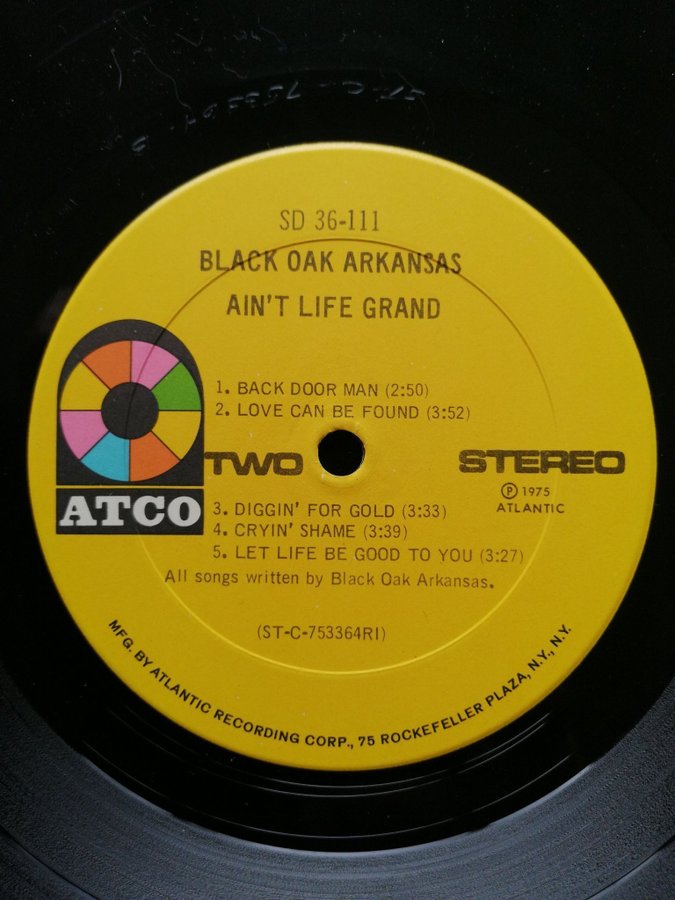 SD 36-111
BLACK OAK ARKANSAS
AIN'T LIFE GRAND
1. BACK DOOR MAN (2:50)
2. LOVE CAN BE FOUND (3:52)
TWO
STEREO
ATCO
Ⓟ 1975
ATLANTIC
3. DIGGIN' FOR GOLD (3:33)
4. CRYIN' SHAME (3:39)
5. LET LIFE BE GOOD TO YOU (3:27)
All songs written by Black Oak Arkansas.
(ST-C-753364RI)
MFG. BY ATLANTIC RECORDING CORP., 75 ROCKEFELLER PLAZA, N.Y., N.Y.